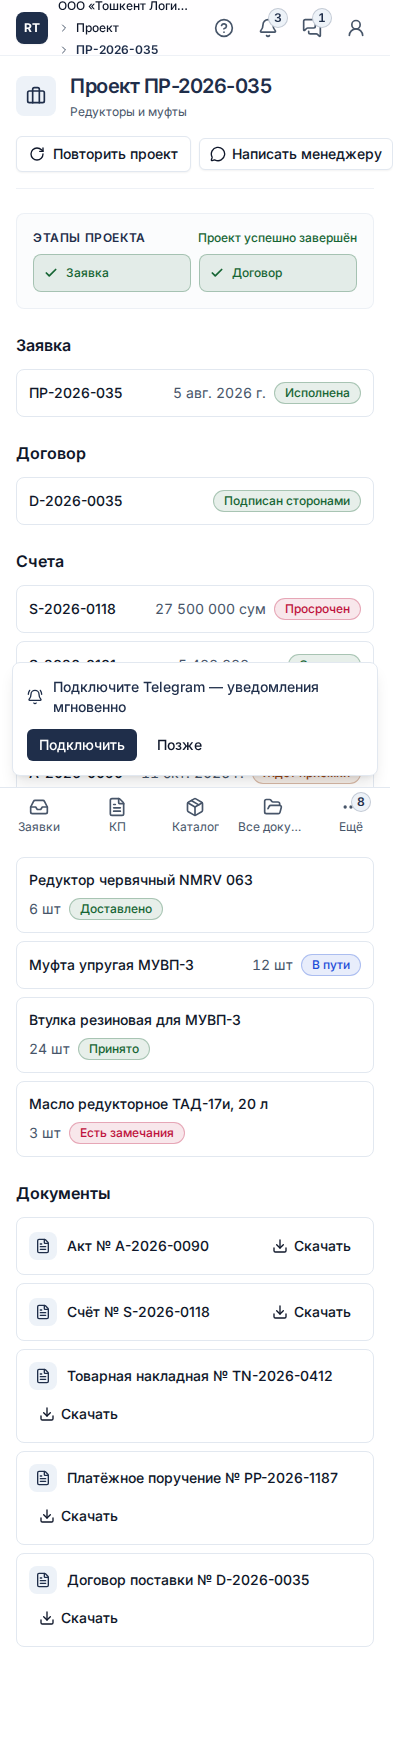 ООО «Тошкент Логи...
RT
Проект
ПР-2026-035
3
1
Проект ПР-2026-035
Редукторы и муфты
Повторить проект
Написать менеджеру
ЭТАПЫ ПРОЕКТА
Проект успешно завершён
Заявка
Договор
Заявка
ПР-2026-035
5 авг. 2026 г.
Исполнена
Договор
D-2026-0035
Подписан сторонами
Счета
S-2026-0118
27 500 000 сум
Просрочен
Подключите Telegram — уведомления
мгновенно
Подключить
Позже
8
Заявки
КП
Каталог
Все доку...
Ещё
Редуктор червячный NMRV 063
6 шт
Доставлено
Муфта упругая МУВП-3
12 шт
В пути
Втулка резиновая для МУВП-3
24 шт
Принято
Масло редукторное ТАД-17и, 20 л
3 шт
Есть замечания
Документы
Акт № A-2026-0090
Скачать
Счёт № S-2026-0118
Скачать
Товарная накладная № TN-2026-0412
Скачать
Платёжное поручение № PP-2026-1187
Скачать
Договор поставки № D-2026-0035
Скачать